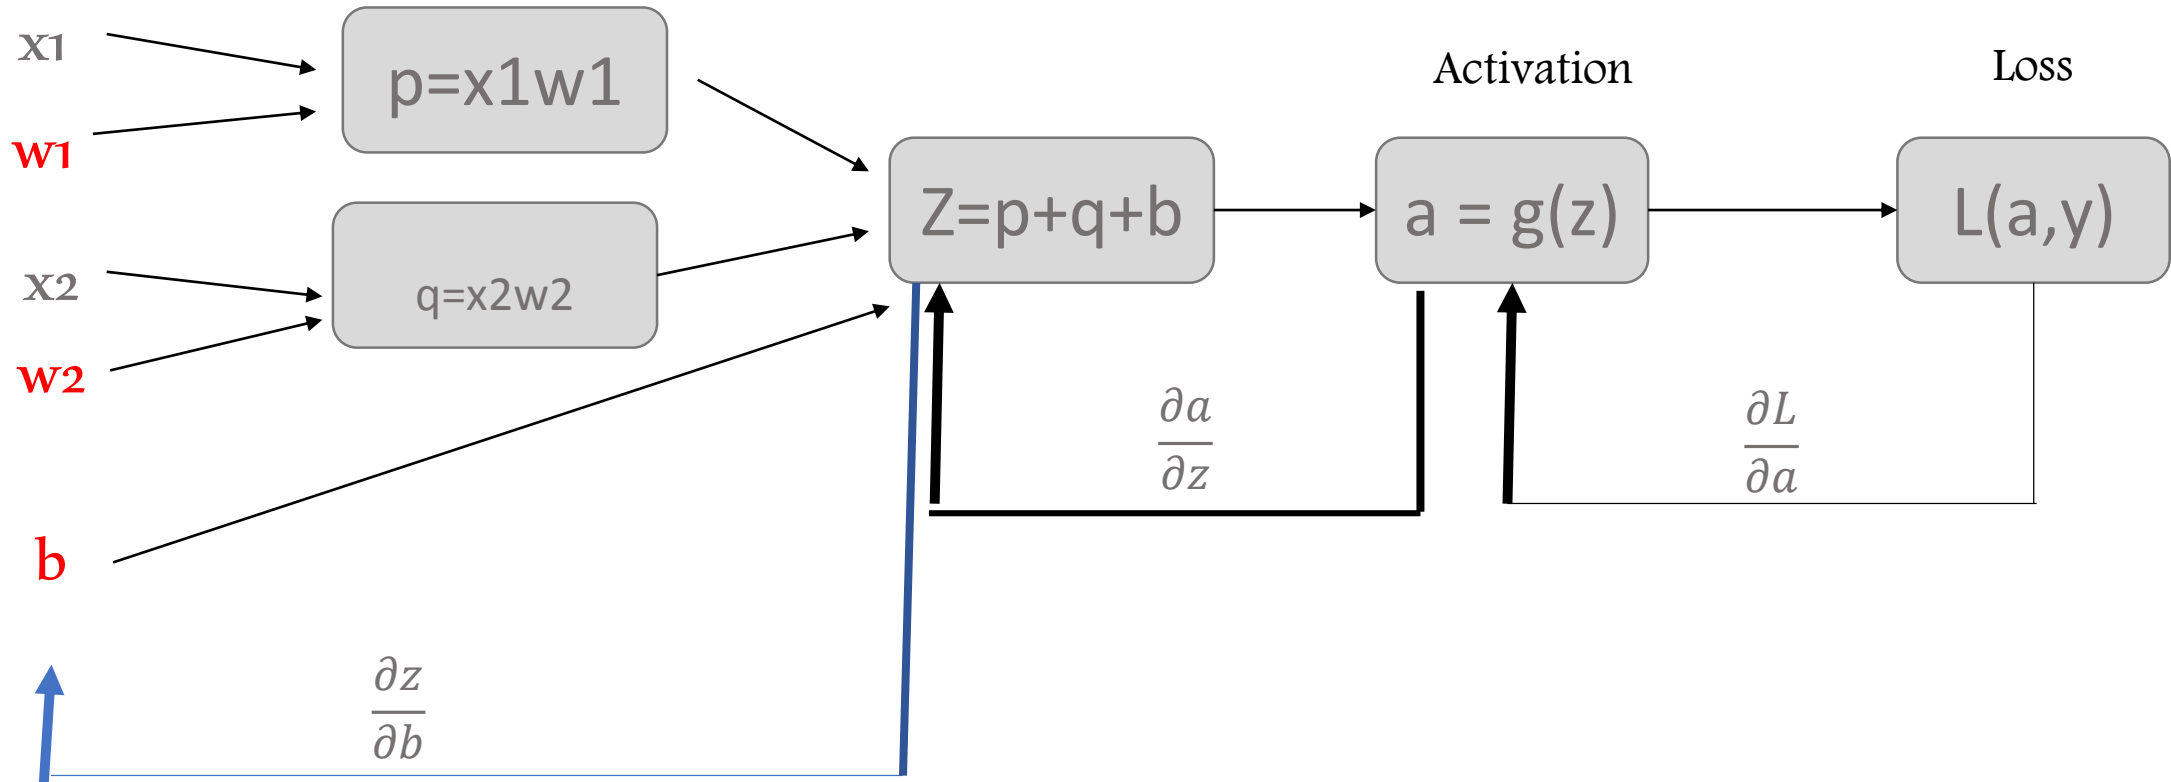 x1
w1
x2
w2
b
p=x1w1
q=x2w2
Z=p+q+b
Activation
a = g(z)
Loss
L(a,y)
∂a
∂z
∂L
∂a
∂z
∂b